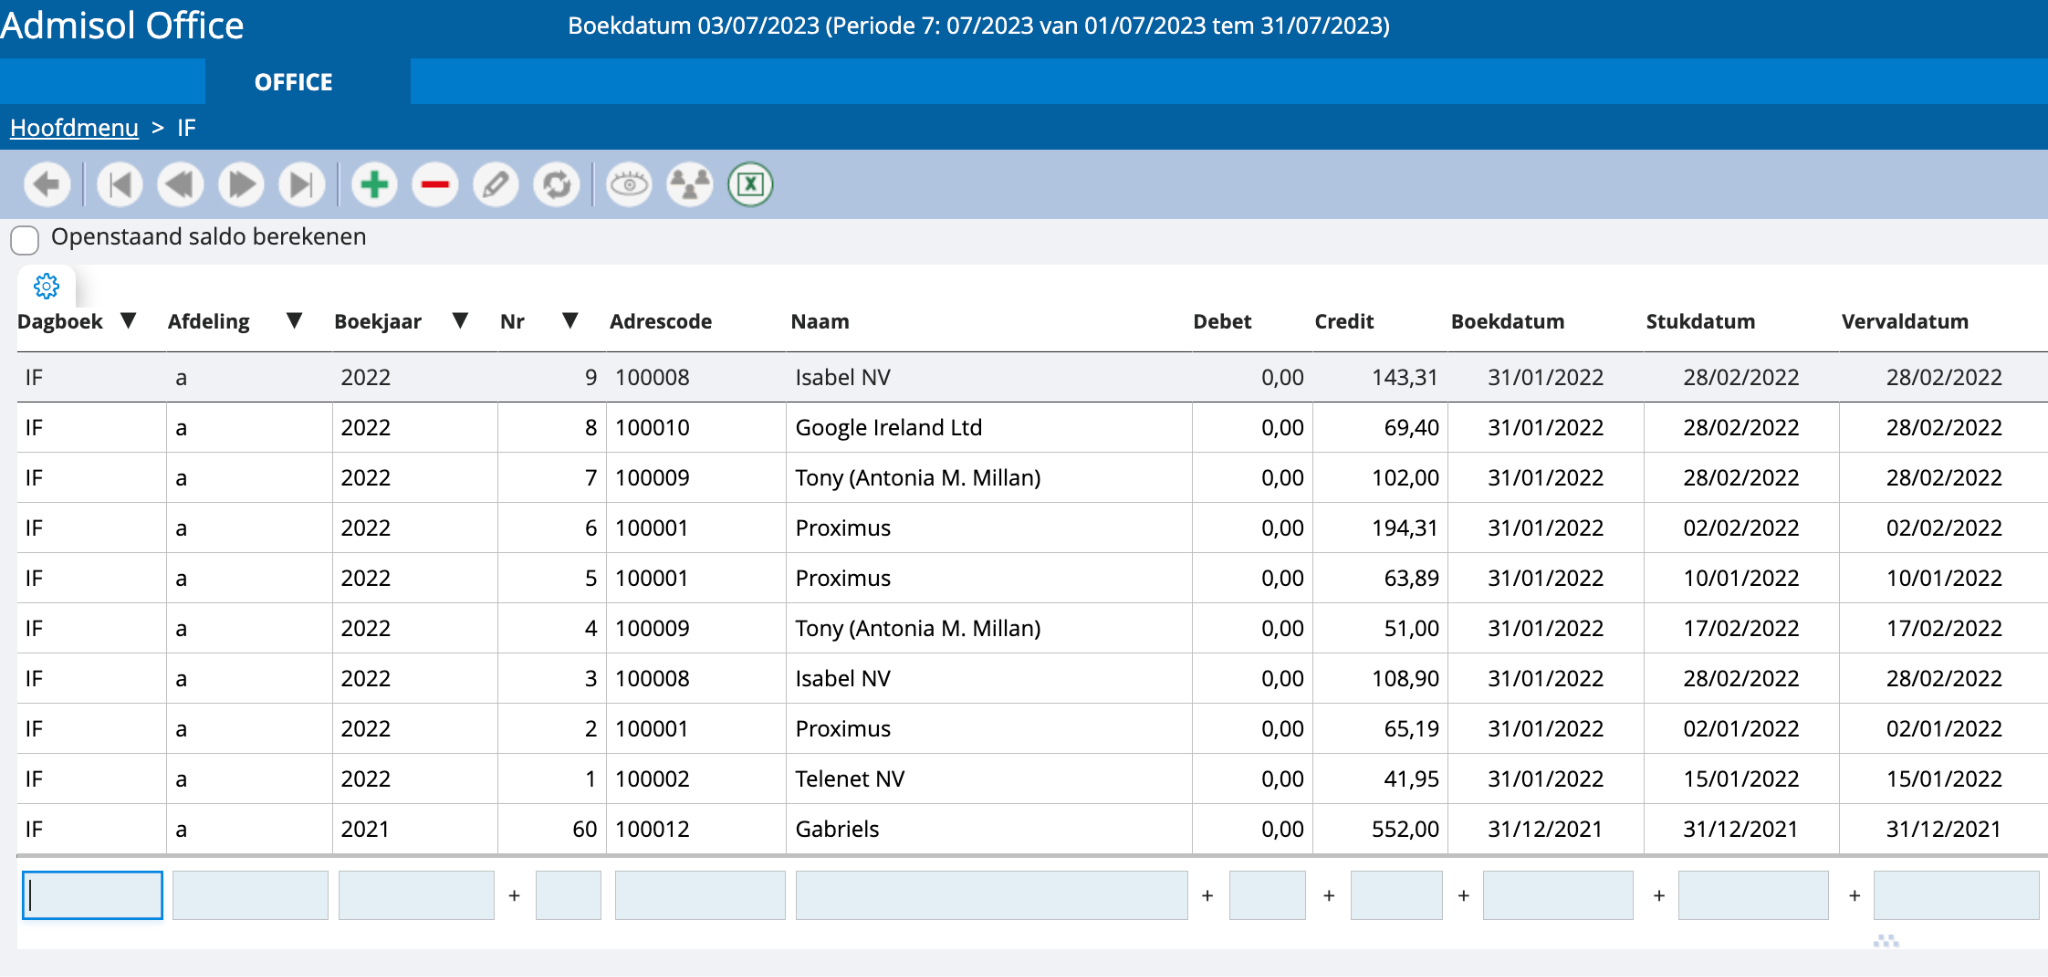 Admisol Office
Boekdatum 03/07/2023 (Periode 7: 07/2023 van 01/07/2023 tem 31/07/2023)
OFFICE
Hoofdmenu > IF
Openstaand saldo berekenen
Dagboek ▼ Afdeling ▼ Boekjaar ▼ Nr ▼ Adrescode Naam Debet Credit Boekdatum Stukdatum Vervaldatum
IF a 2022 9 100008 Isabel NV 0,00 143,31 31/01/2022 28/02/2022 28/02/2022
IF a 2022 8 100010 Google Ireland Ltd 0,00 69,40 31/01/2022 28/02/2022 28/02/2022
IF a 2022 7 100009 Tony (Antonia M. Millan) 0,00 102,00 31/01/2022 28/02/2022 28/02/2022
IF a 2022 6 100001 Proximus 0,00 194,31 31/01/2022 02/02/2022 02/02/2022
IF a 2022 5 100001 Proximus 0,00 63,89 31/01/2022 10/01/2022 10/01/2022
IF a 2022 4 100009 Tony (Antonia M. Millan) 0,00 51,00 31/01/2022 17/02/2022 17/02/2022
IF a 2022 3 100008 Isabel NV 0,00 108,90 31/01/2022 28/02/2022 28/02/2022
IF a 2022 2 100001 Proximus 0,00 65,19 31/01/2022 02/01/2022 02/01/2022
IF a 2022 1 100002 Telenet NV 0,00 41,95 31/01/2022 15/01/2022 15/01/2022
IF a 2021 60 100012 Gabriels 0,00 552,00 31/12/2021 31/12/2021 31/12/2021
+ + + + + +